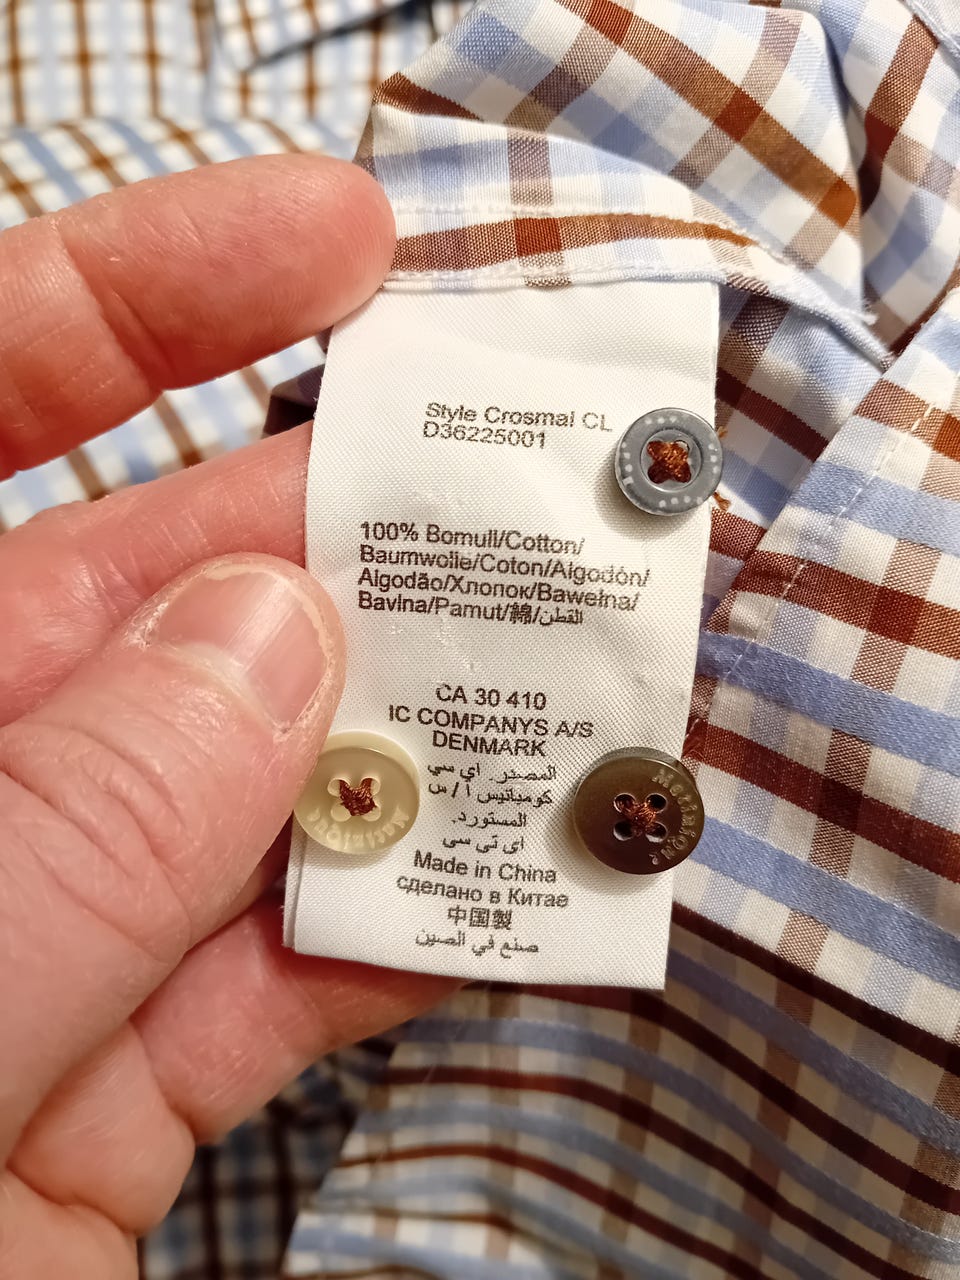 Style Crosmal CL
D36225001
100% Bomull/Cotton/
Baumwolle/Coton/Algodón/
Algodão/Хлопок/Bawełna/
Bavlna/Pamut/綿/القطن
CA 30 410
IC COMPANYS A/S
DENMARK
المصدر. اي سي
كومبانيس ا / س
المستورد.
اي تي سي
Made in China
сделано в Китае
中国製
صنع في الصين
Matinique
Matinique